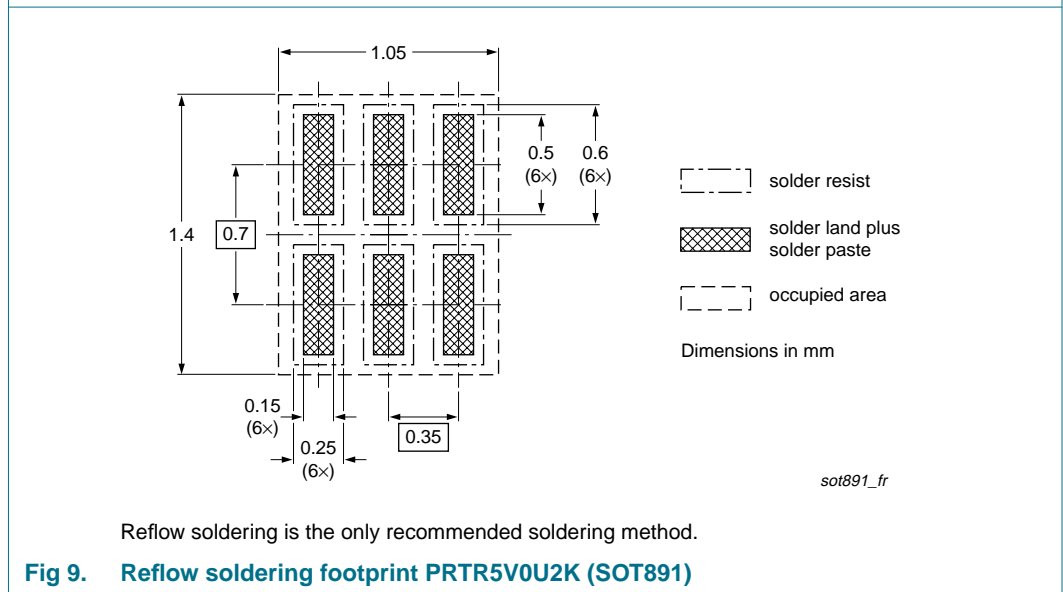 1.05
0.5
(6×)
0.6
(6×)
1.4
0.7
0.15
(6×)
0.25
(6×)
0.35
solder resist
solder land plus
solder paste
occupied area
Dimensions in mm
sot891_fr
Reflow soldering is the only recommended soldering method.
Fig 9. Reflow soldering footprint PRTR5V0U2K (SOT891)